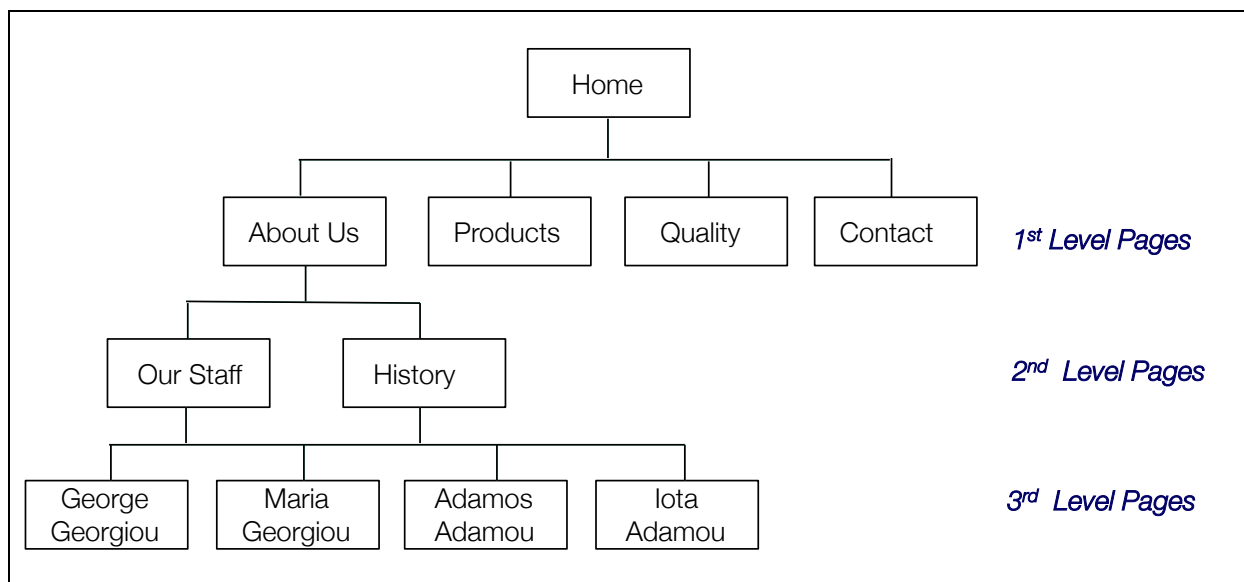 Home
About Us
Products
Quality
Contact
1st Level Pages
Our Staff
History
2nd Level Pages
George
Georgiou
Maria
Georgiou
Adamos
Adamou
Iota
Adamou
3rd Level Pages